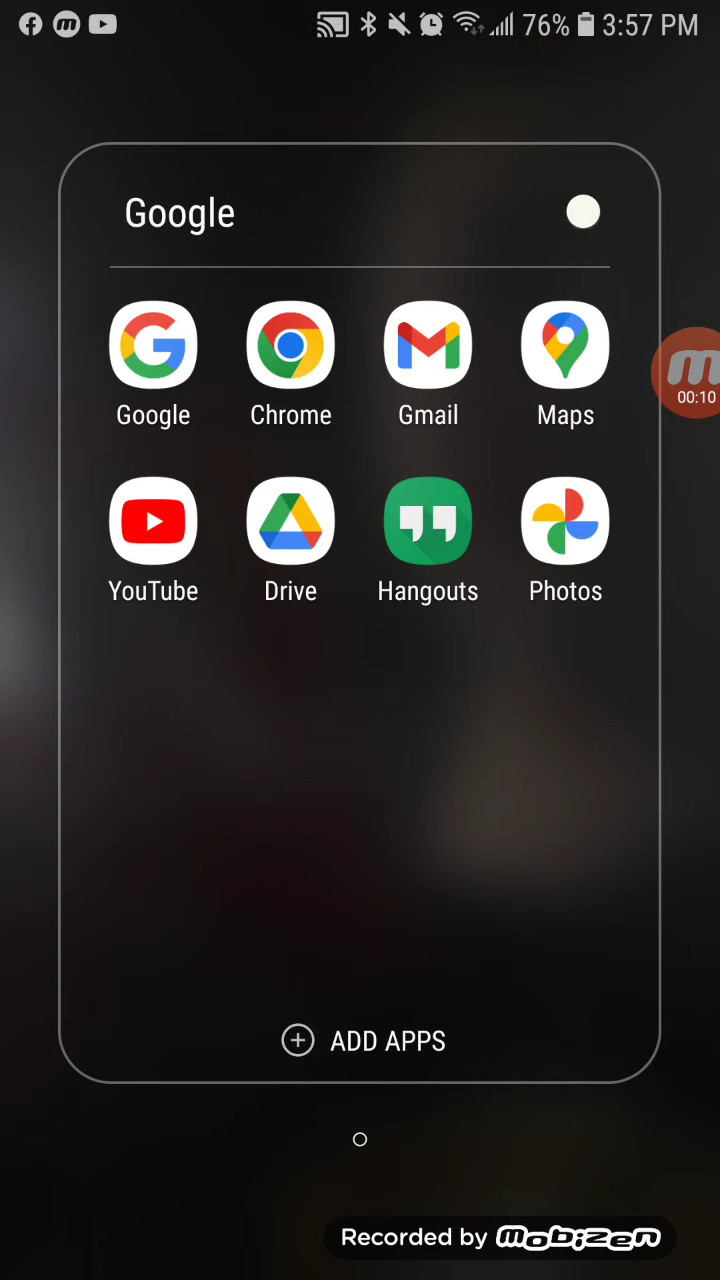 76% 3:57 PM
Google
Google Chrome Gmail Maps
00:10
YouTube Drive Hangouts Photos
ADD APPS
Recorded by mobizen